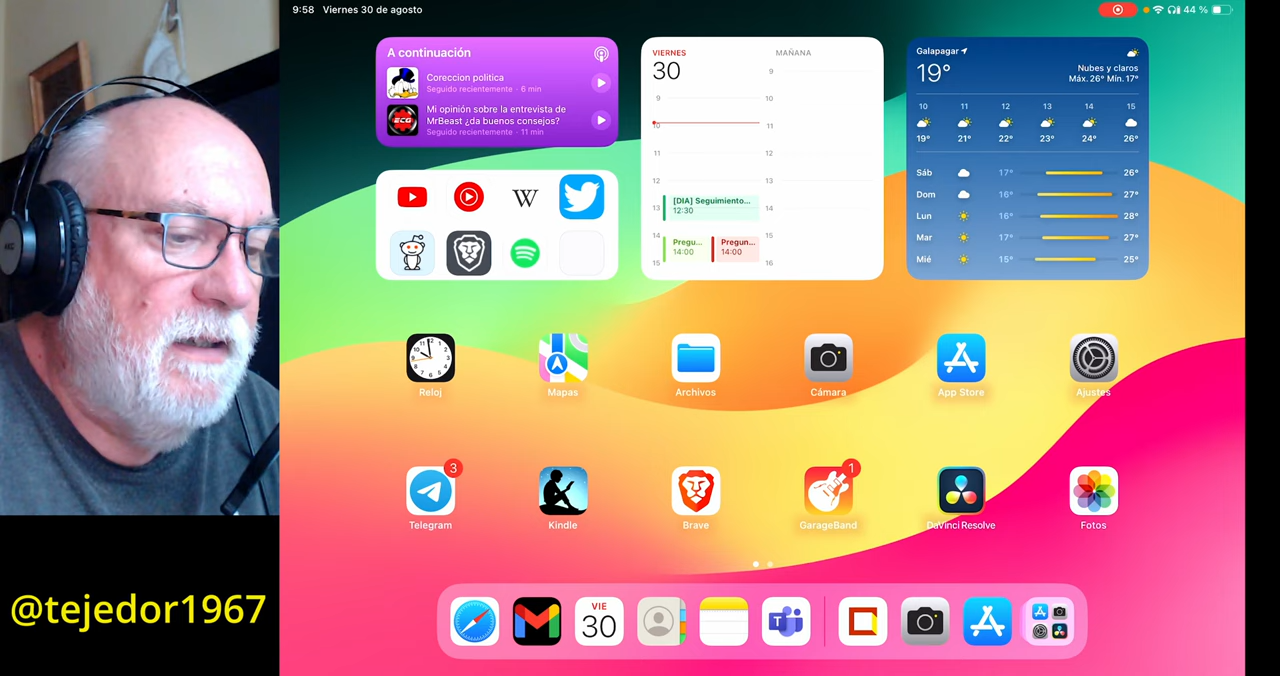 9:58 Viernes 30 de agosto
44 %
A continuación
Coreccion politica
Seguido recientemente · 6 min
Mi opinión sobre la entrevista de
MrBeast ¿da buenos consejos?
Seguido recientemente · 11 min
ECG
W
VIERNES
30
MAÑANA
9
10
11
12
13
14
15
[DIA] Seguimiento...
12:30
Pregu...
14:00
Pregun...
14:00
9
10
11
12
13
14
15
16
Galapagar
19°
Nubes y claros
Máx. 26° Mín. 17°
10 11 12 13 14 15
19° 21° 22° 23° 24° 26°
Sáb 17° 26°
Dom 16° 27°
Lun 16° 28°
Mar 17° 27°
Mié 15° 25°
Reloj
Mapas
Archivos
Cámara
App Store
Ajustes
3
1
Telegram
Kindle
Brave
GarageBand
DaVinci Resolve
Fotos
VIE
30
T
@tejedor1967